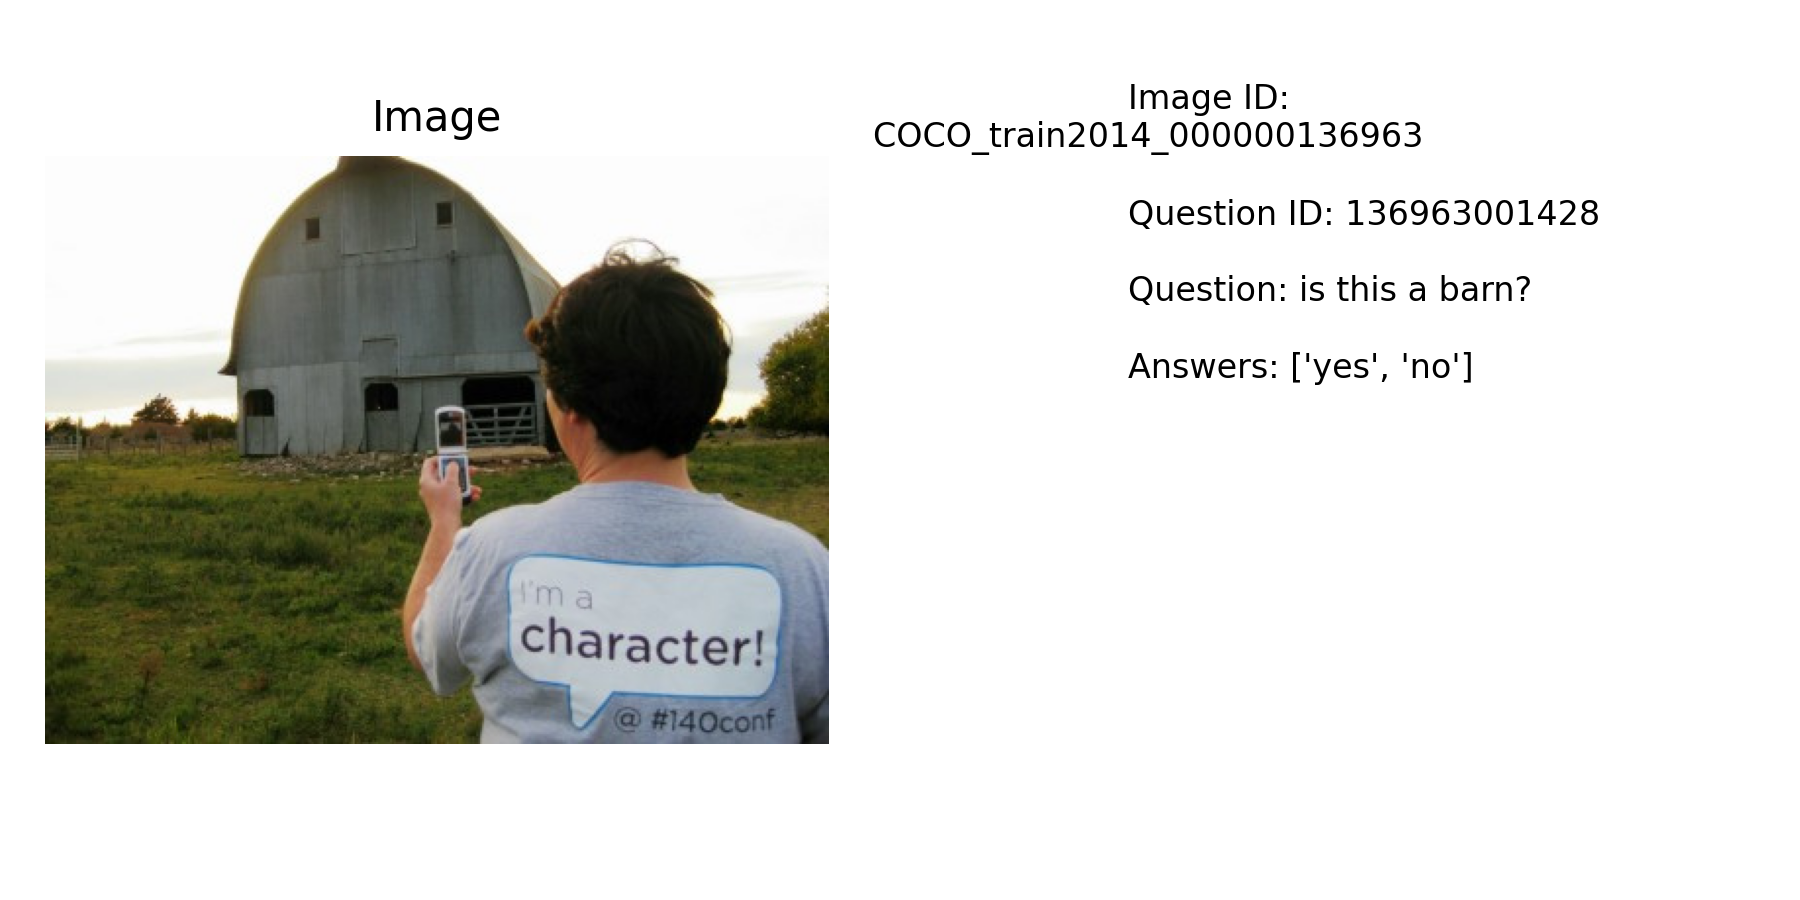 Image
I'm a
character!
@ #140conf
Image ID:
COCO_train2014_000000136963
Question ID: 136963001428
Question: is this a barn?
Answers: ['yes', 'no']